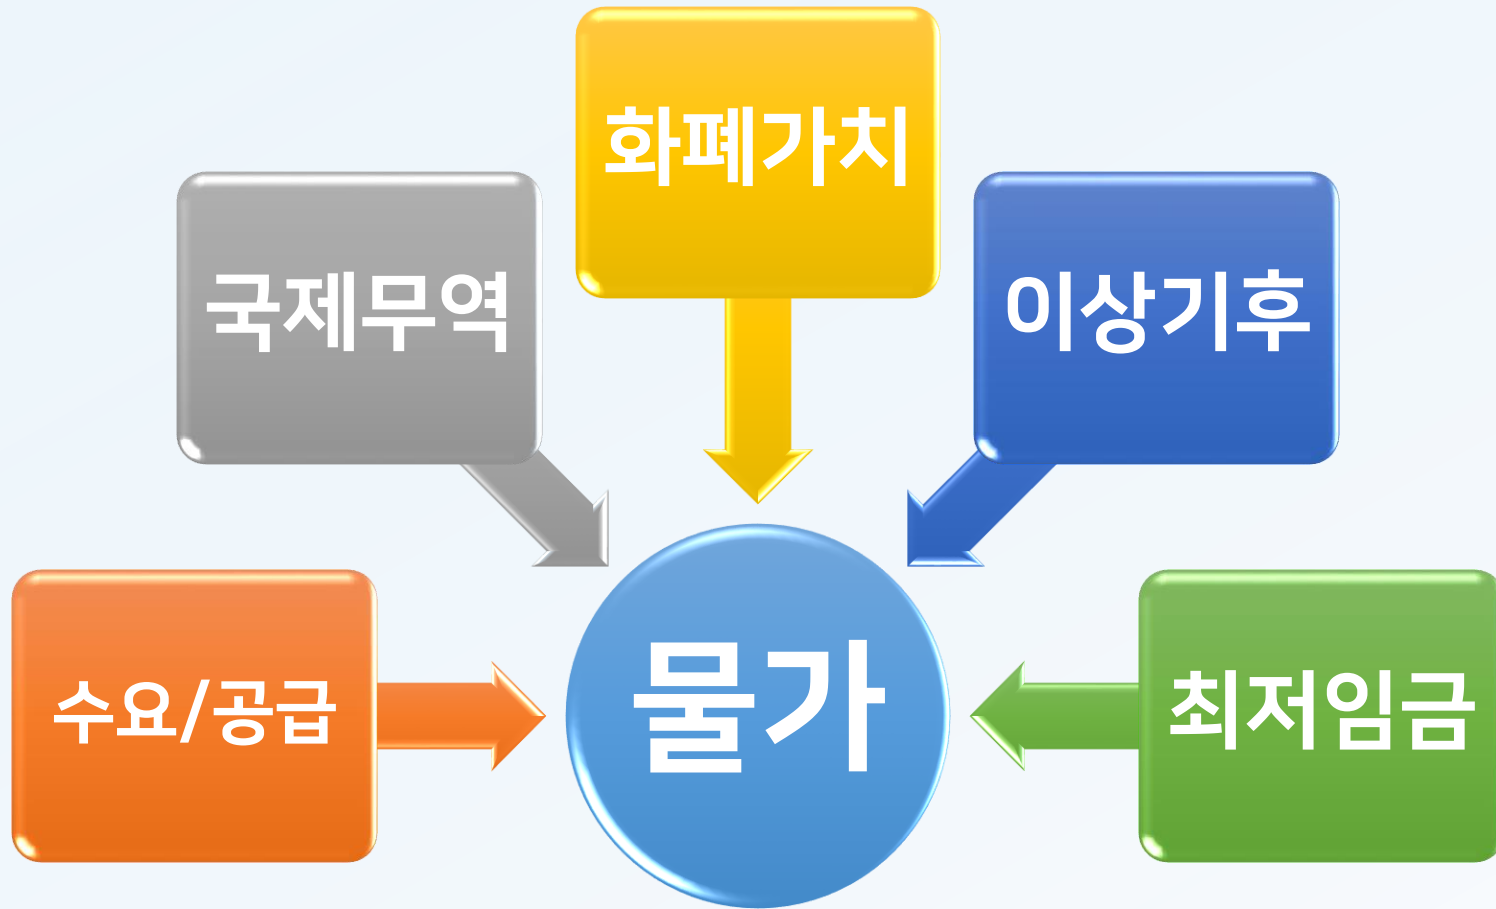 화폐가치
국제무역
이상기후
수요/공급
물가
최저임금